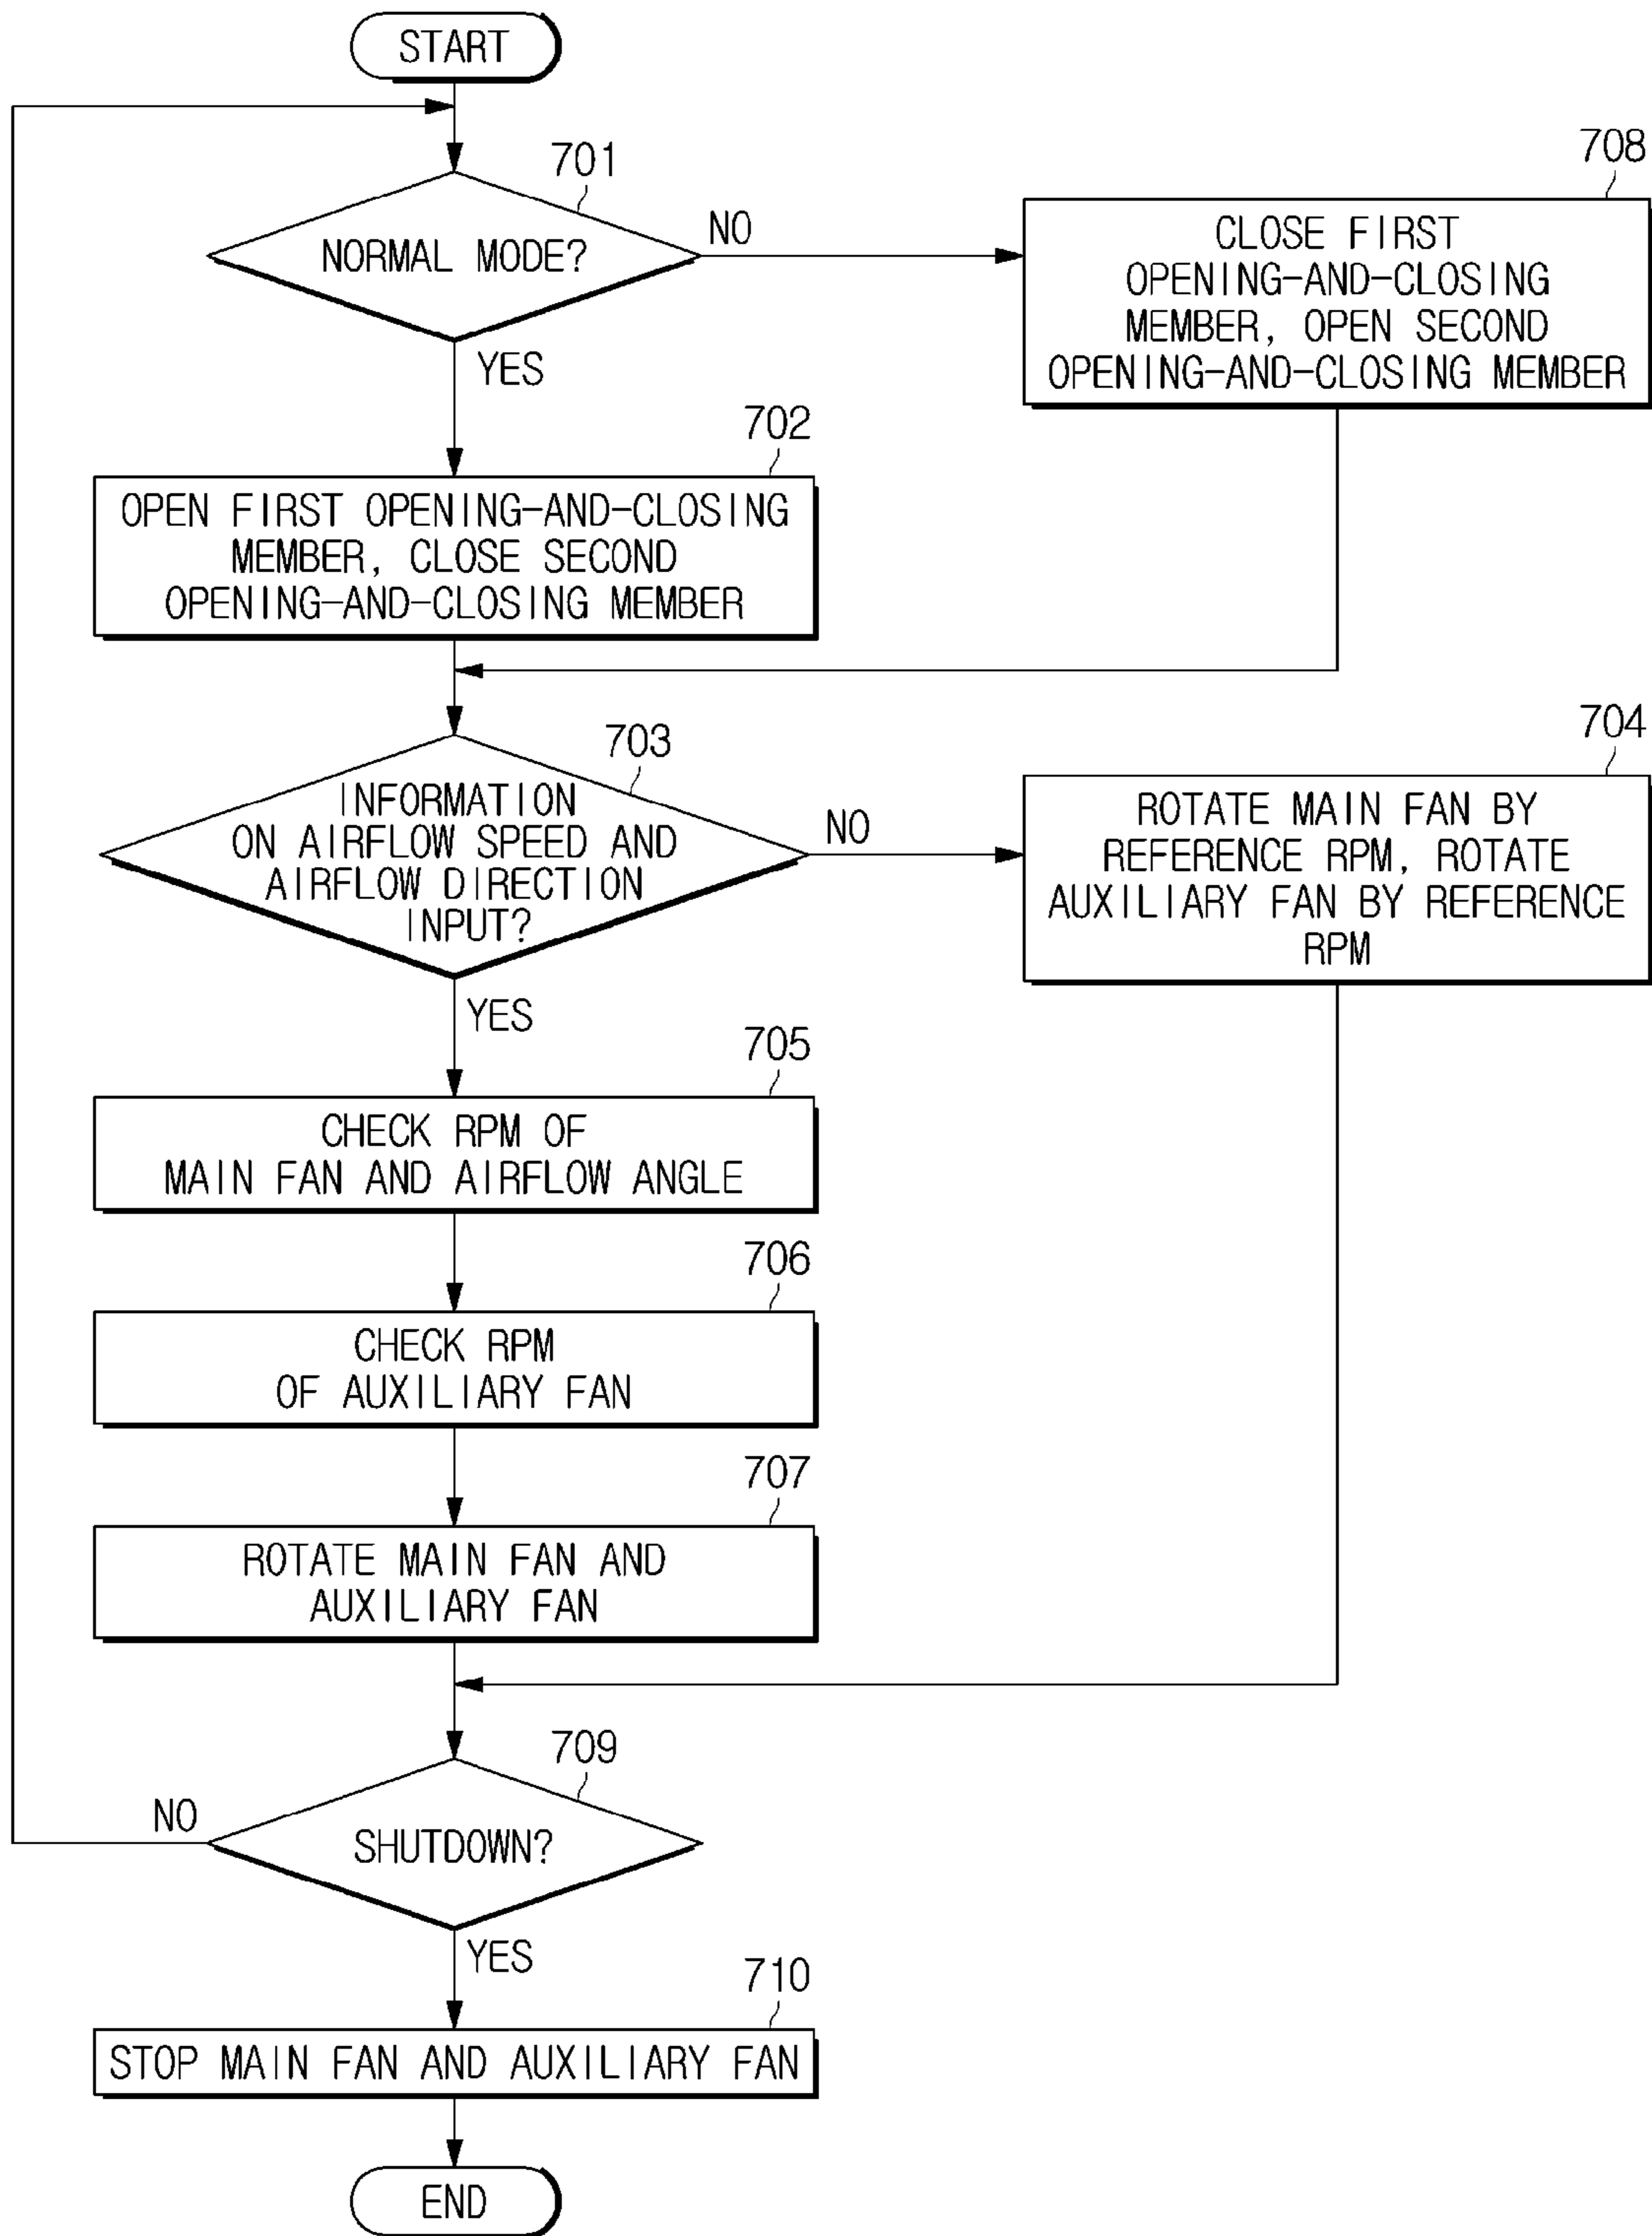 START
701
NORMAL MODE?
NO
708
CLOSE FIRST
OPENING-AND-CLOSING
MEMBER, OPEN SECOND
OPENING-AND-CLOSING MEMBER
YES
702
OPEN FIRST OPENING-AND-CLOSING
MEMBER, CLOSE SECOND
OPENING-AND-CLOSING MEMBER
703
INFORMATION
ON AIRFLOW SPEED AND
AIRFLOW DIRECTION
INPUT?
NO
704
ROTATE MAIN FAN BY
REFERENCE RPM, ROTATE
AUXILIARY FAN BY REFERENCE
RPM
YES
705
CHECK RPM OF
MAIN FAN AND AIRFLOW ANGLE
706
CHECK RPM
OF AUXILIARY FAN
707
ROTATE MAIN FAN AND
AUXILIARY FAN
709
NO
SHUTDOWN?
YES
710
STOP MAIN FAN AND AUXILIARY FAN
END